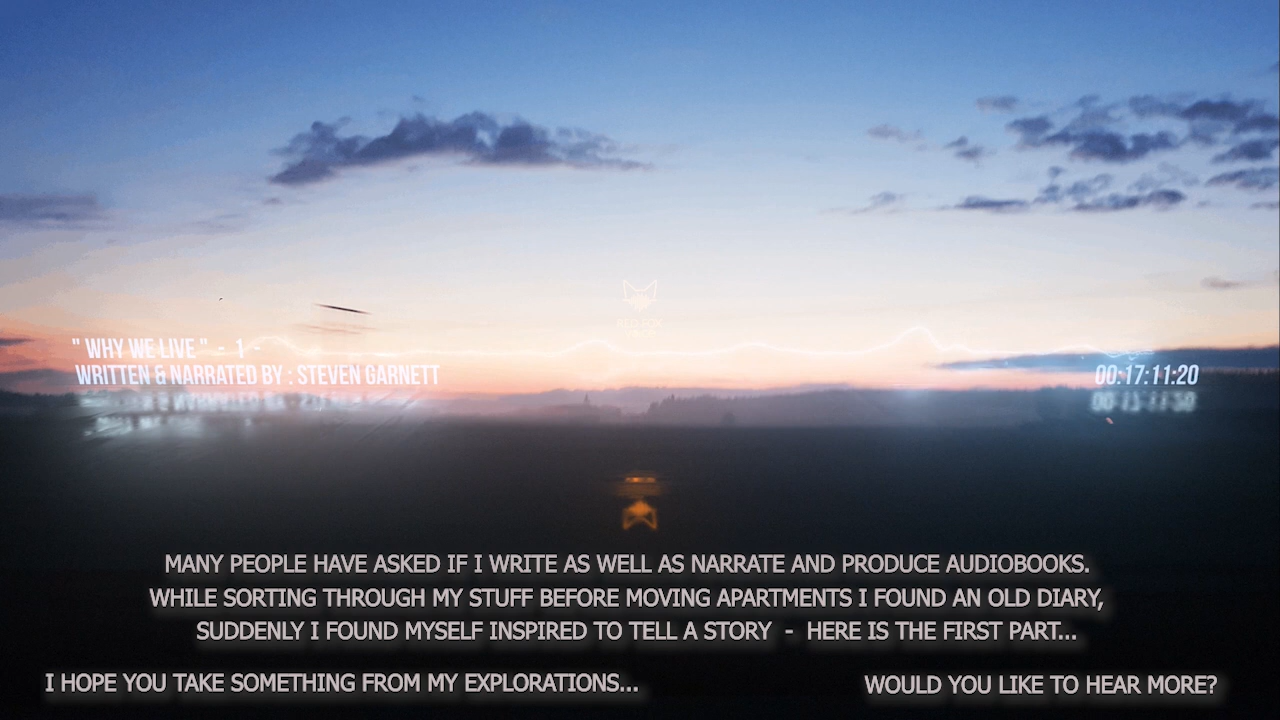 " WHY WE LIVE " - 1 -
WRITTEN & NARRATED BY : STEVEN GARNETT
00:17:11:20
MANY PEOPLE HAVE ASKED IF I WRITE AS WELL AS NARRATE AND PRODUCE AUDIOBOOKS.
WHILE SORTING THROUGH MY STUFF BEFORE MOVING APARTMENTS I FOUND AN OLD DIARY,
SUDDENLY I FOUND MYSELF INSPIRED TO TELL A STORY - HERE IS THE FIRST PART...
I HOPE YOU TAKE SOMETHING FROM MY EXPLORATIONS...
WOULD YOU LIKE TO HEAR MORE?